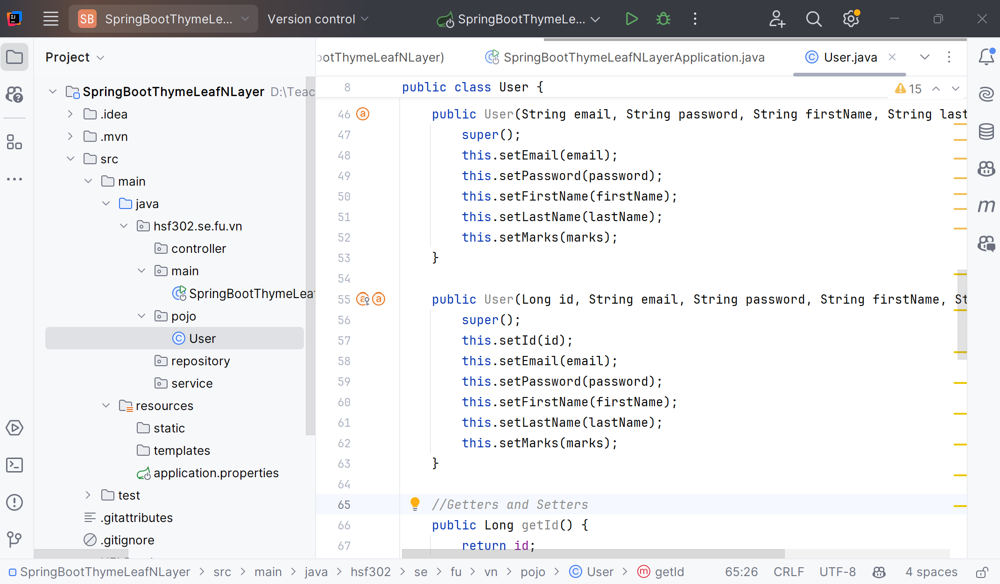 SB SpringBootThymeLe... Version control SpringBootThymeLe...
Project
SpringBootThymeLeafNLayer D:\Teac
.idea
.mvn
src
main
java
hsf302.se.fu.vn
controller
main
SpringBootThymeLeaf
pojo
User
repository
service
resources
static
templates
application.properties
test
.gitattributes
.gitignore
ootThymeLeafNLayer) SpringBootThymeLeafNLayerApplication.java User.java
8 public class User { 15
46 public User(String email, String password, String firstName, String last
47 super();
48 this.setEmail(email);
49 this.setPassword(password);
50 this.setFirstName(firstName);
51 this.setLastName(lastName);
52 this.setMarks(marks);
53 }
54
55 public User(Long id, String email, String password, String firstName, St
56 super();
57 this.setId(id);
58 this.setEmail(email);
59 this.setPassword(password);
60 this.setFirstName(firstName);
61 this.setLastName(lastName);
62 this.setMarks(marks);
63 }
64
65 //Getters and Setters
66 public Long getId() {
67 return id;
SpringBootThymeLeafNLayer > src > main > java > hsf302 > se > fu > vn > pojo > User > getId 65:26 CRLF UTF-8 4 spaces